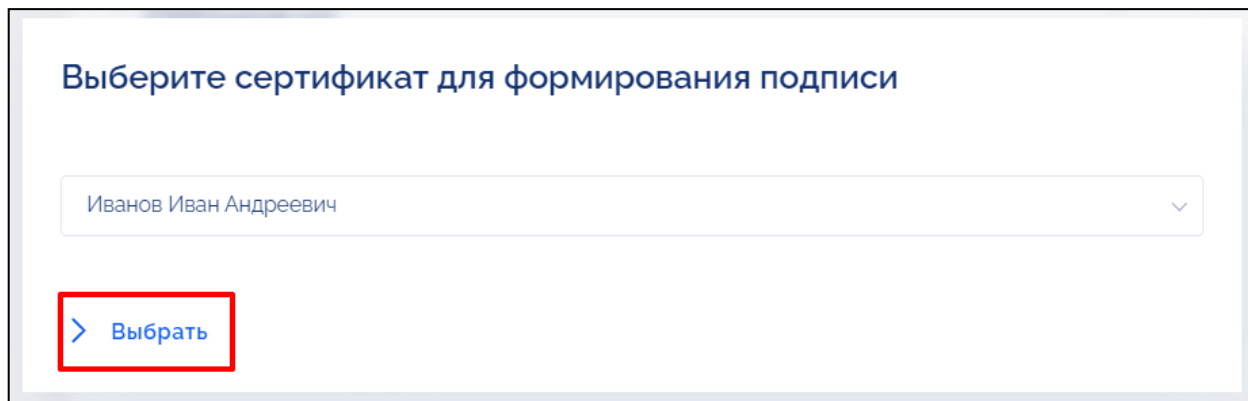 Выберите сертификат для формирования подписи
Иванов Иван Андреевич
Выбрать